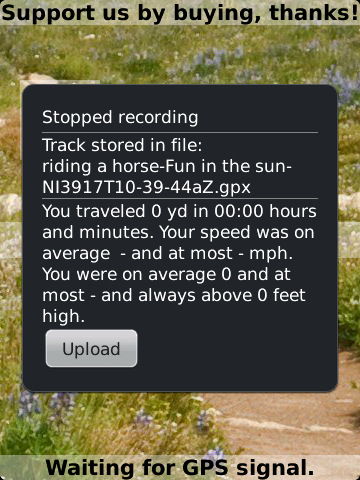 Support us by buying, thanks!
Stopped recording
Track stored in file:
riding a horse-Fun in the sun-
NI3917T10-39-44aZ.gpx
You traveled 0 yd in 00:00 hours
and minutes. Your speed was on
average  - and at most - mph.
You were on average 0 and at
most - and always above 0 feet
high.
Upload
Waiting for GPS signal.